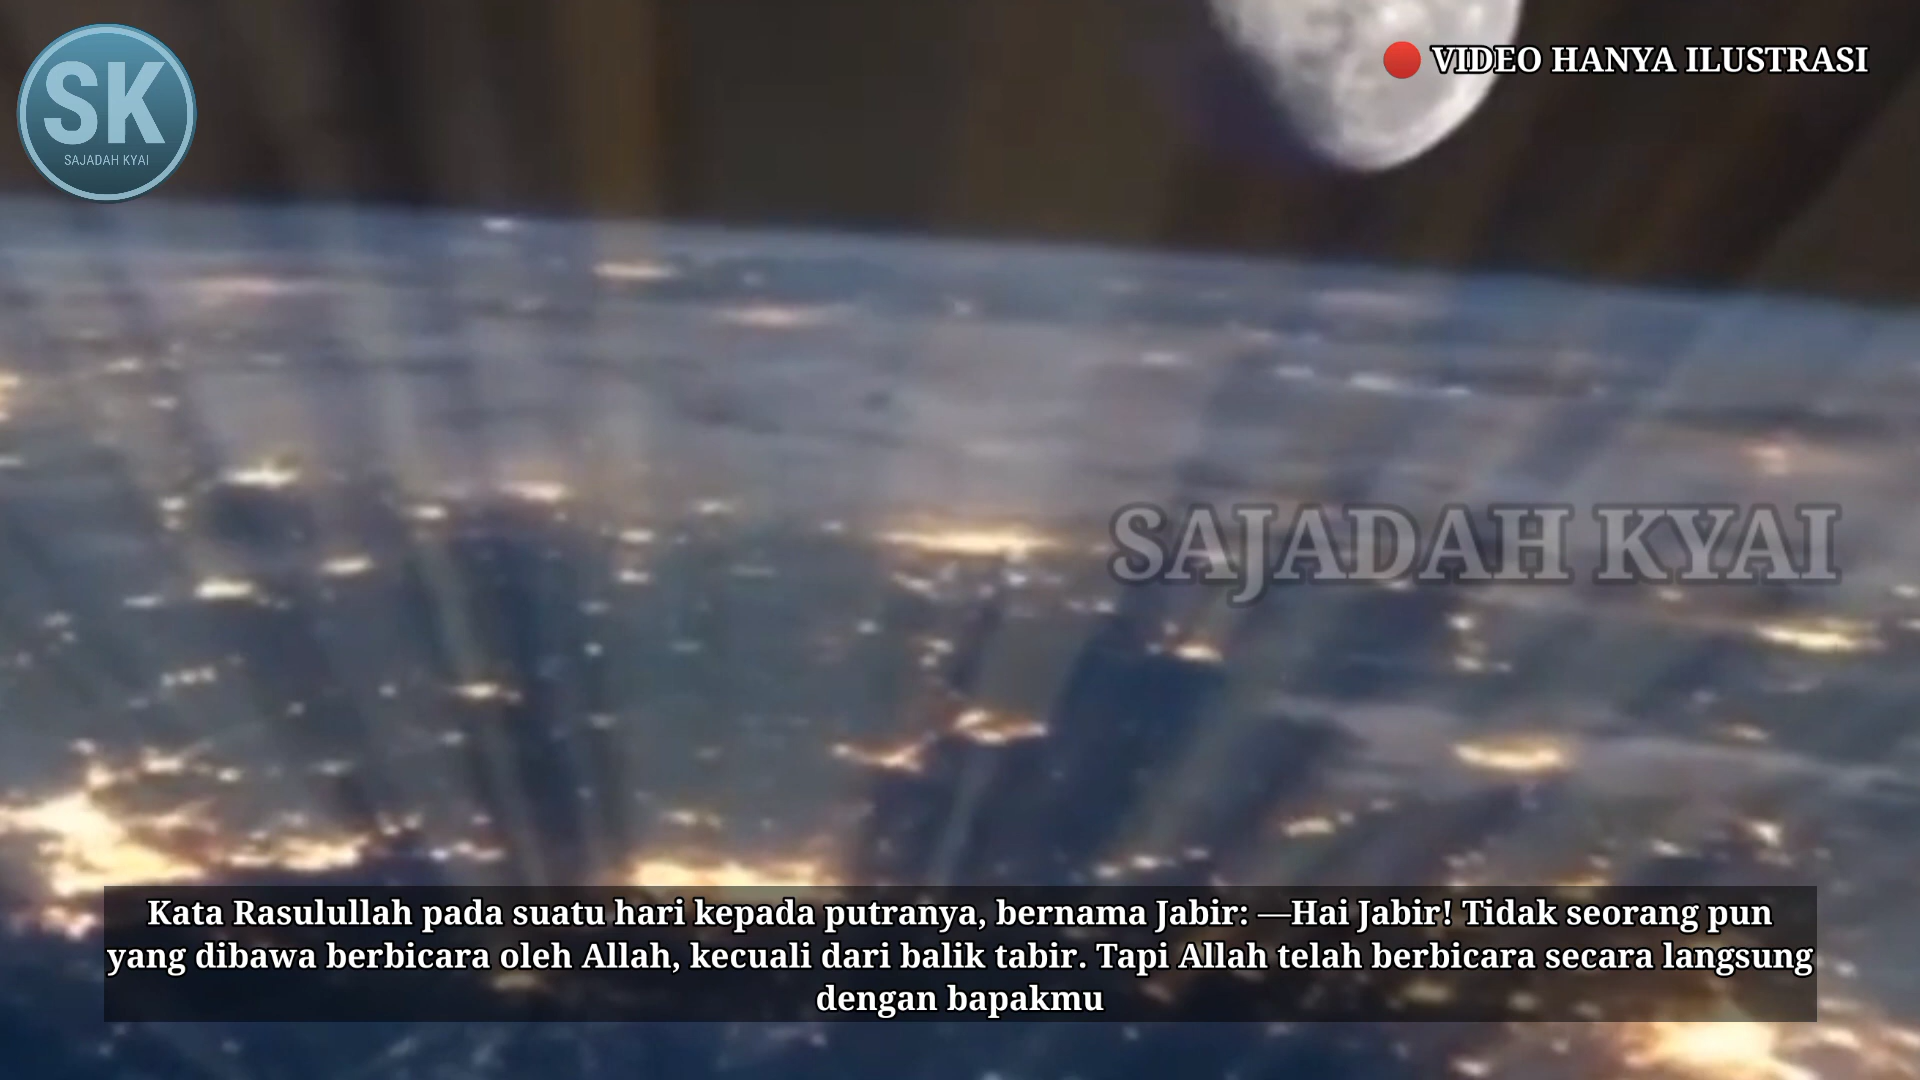 SK
SAJADAH KYAI
VIDEO HANYA ILUSTRASI
SAJADAH KYAI
Kata Rasulullah pada suatu hari kepada putranya, bernama Jabir: —Hai Jabir! Tidak seorang pun
yang dibawa berbicara oleh Allah, kecuali dari balik tabir. Tapi Allah telah berbicara secara langsung
dengan bapakmu